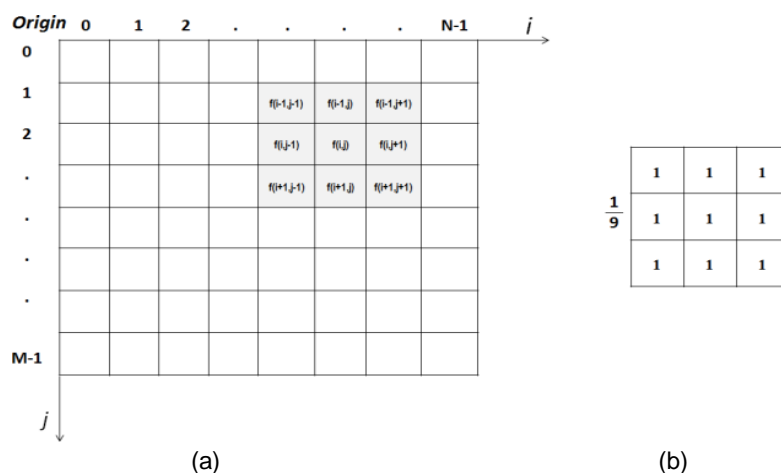 Origin 0 1 2 . . . . N-1 i
0
1 f(i-1,j-1) f(i-1,j) f(i-1,j+1)
2 f(i,j-1) f(i,j) f(i,j+1)
. f(i+1,j-1) f(i+1,j) f(i+1,j+1)
.
.
.
M-1
j
1 1 1
1/9 1 1 1
1 1 1
(a) (b)